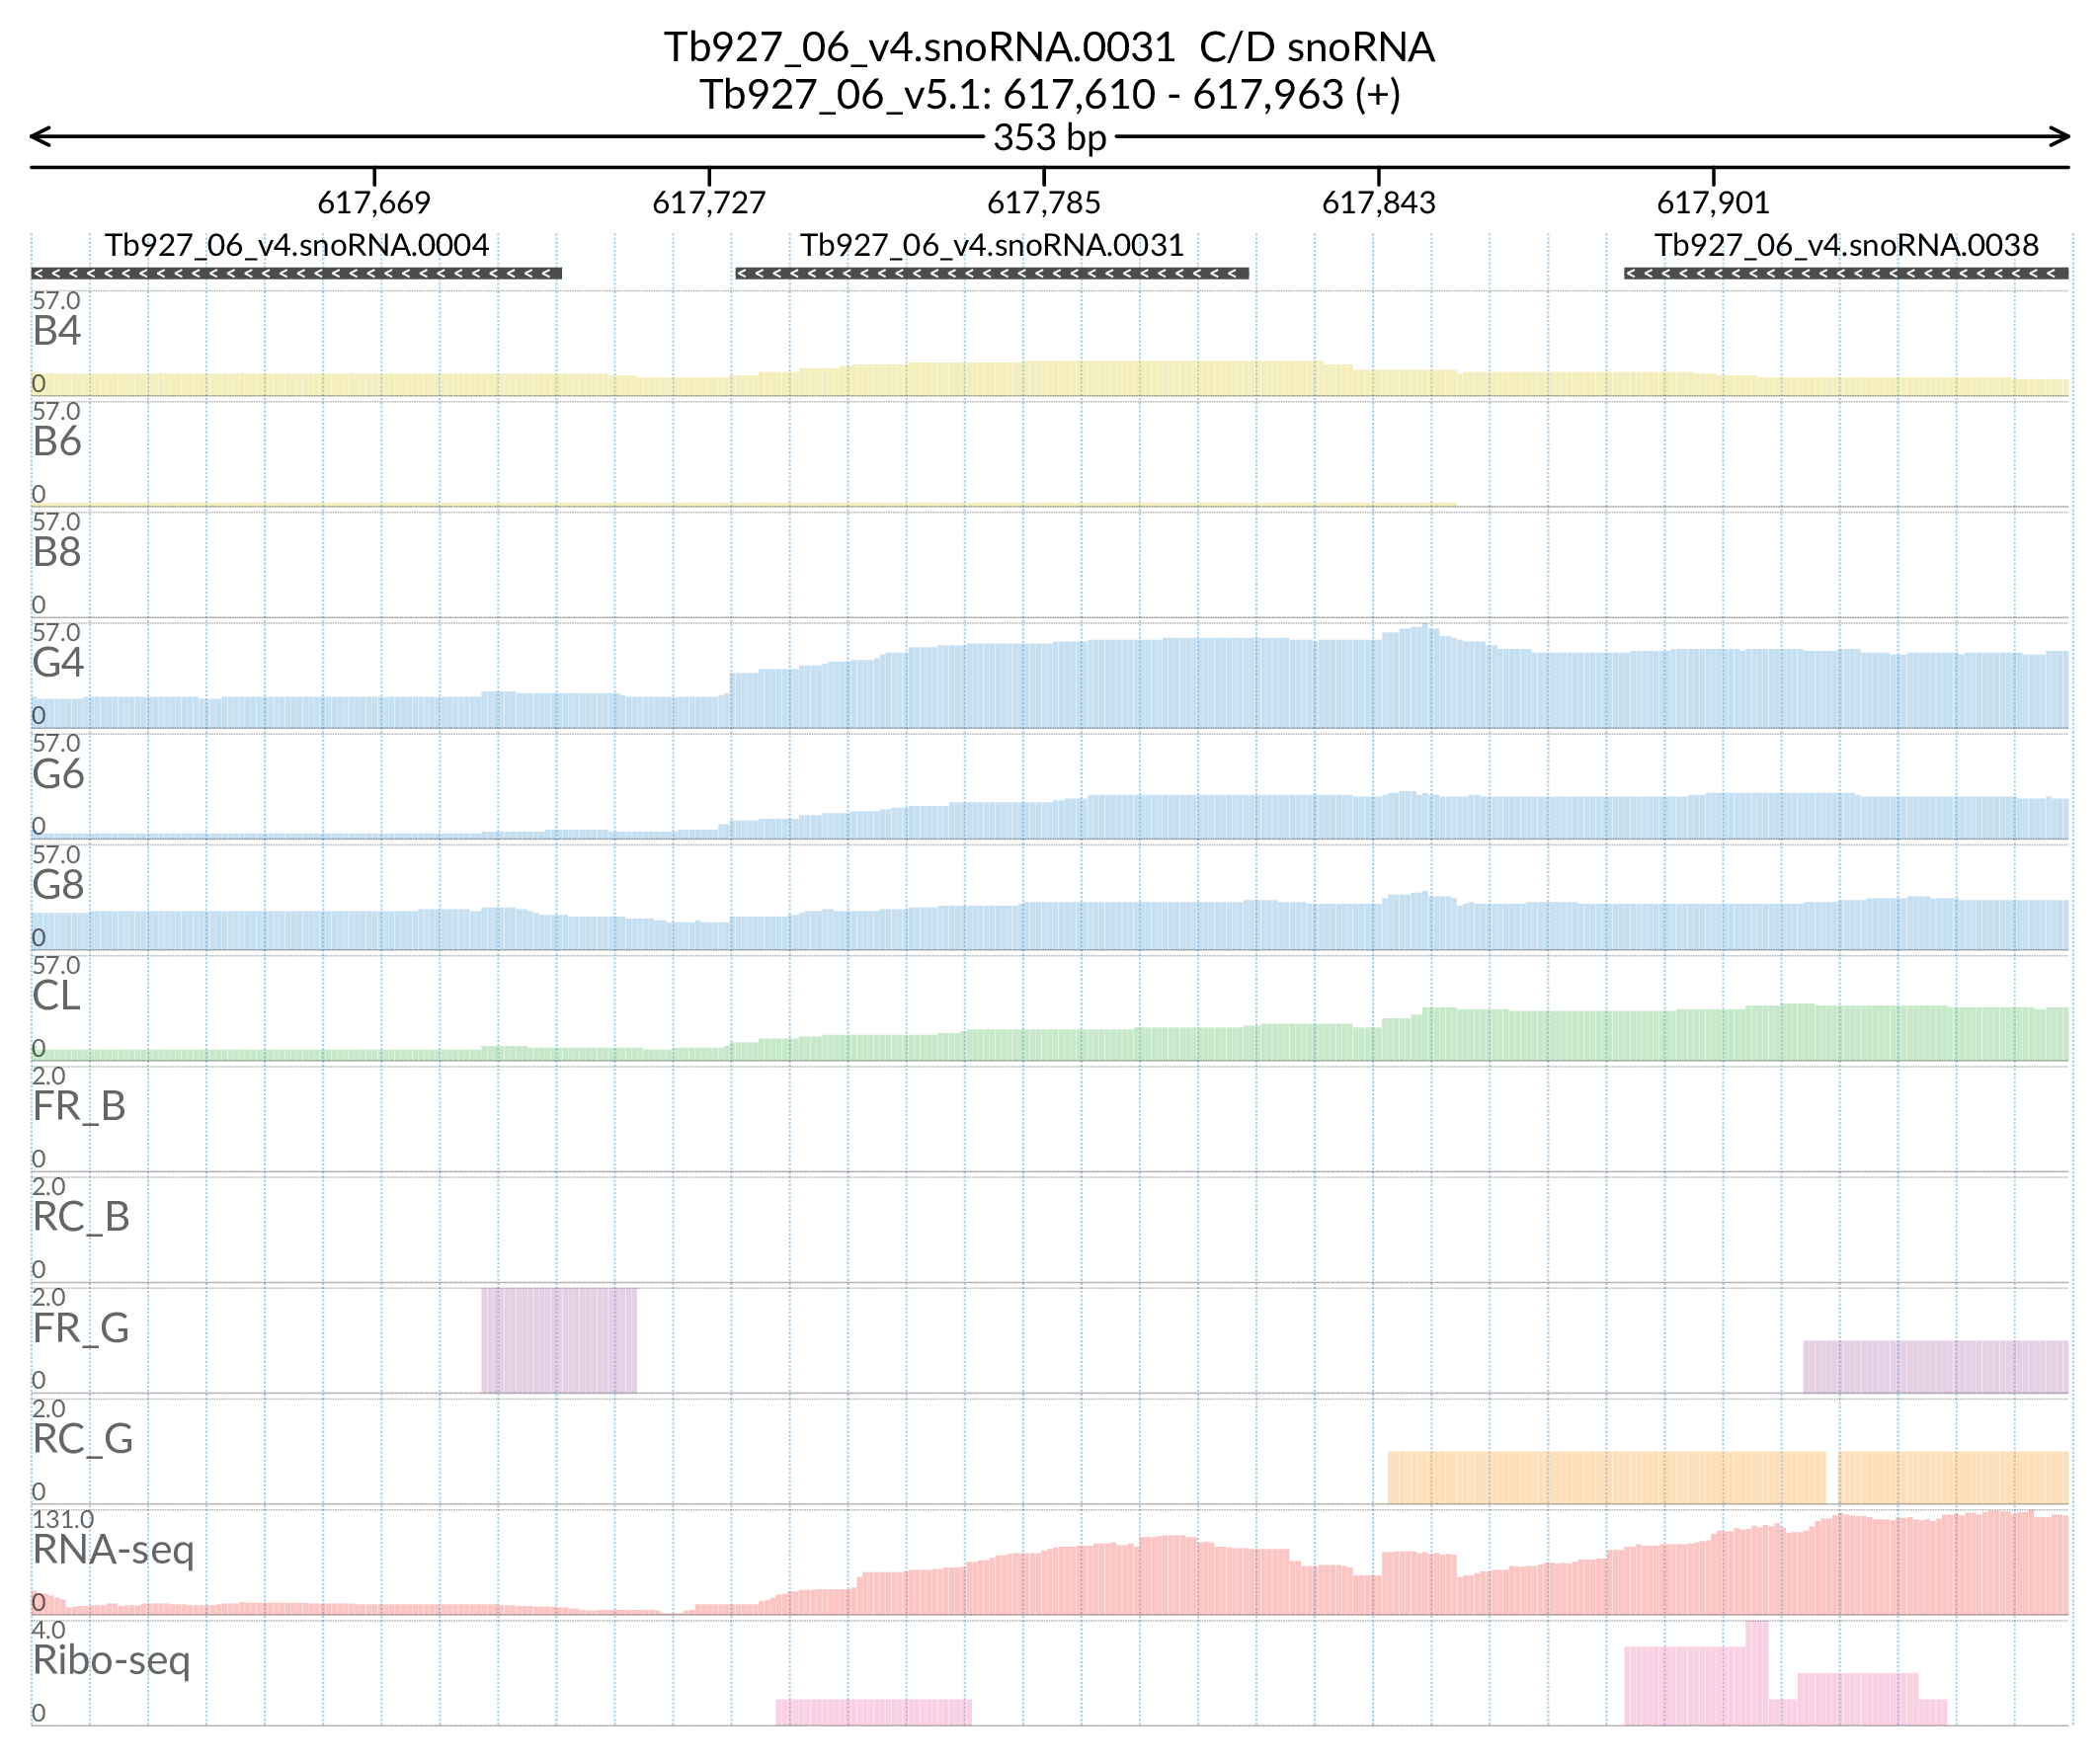 Tb927_06_v4.snoRNA.0031 C/D snoRNA
Tb927_06_v5.1: 617,610 - 617,963 (+)
353 bp
617,669 617,727 617,785 617,843 617,901
Tb927_06_v4.snoRNA.0004 Tb927_06_v4.snoRNA.0031 Tb927_06_v4.snoRNA.0038
57.0
B4
0
57.0
B6
0
57.0
B8
0
57.0
G4
0
57.0
G6
0
57.0
G8
0
57.0
CL
0
2.0
FR_B
0
2.0
RC_B
0
2.0
FR_G
0
2.0
RC_G
0
131.0
RNA-seq
0
4.0
Ribo-seq
0